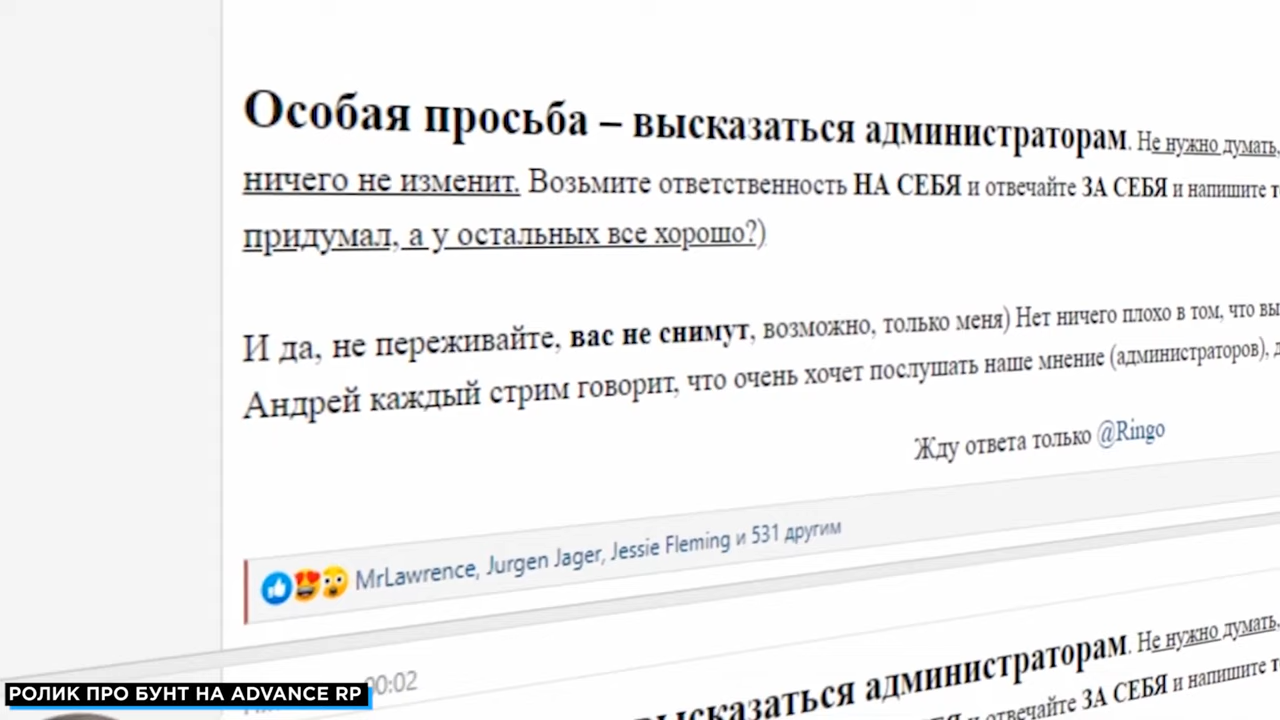 Особая просьба – высказаться администраторам. Не нужно думать,
ничего не изменит. Возьмите ответственность НА СЕБЯ и отвечайте ЗА СЕБЯ и напишите
придумал, а у остальных все хорошо?)
И да, не переживайте, вас не снимут, возможно, только меня) Нет ничего плохо в том, что
Андрей каждый стрим говорит, что очень хочет послушать наше мнение (администраторов),
Жду ответа только @Ringo
MrLawrence, Jurgen Jager, Jessie Fleming и 531 другим
00:02
администраторам. Не нужно думать,
и отвечайте ЗА СЕБЯ и напишите
РОЛИК ПРО БУНТ НА ADVANCE RP